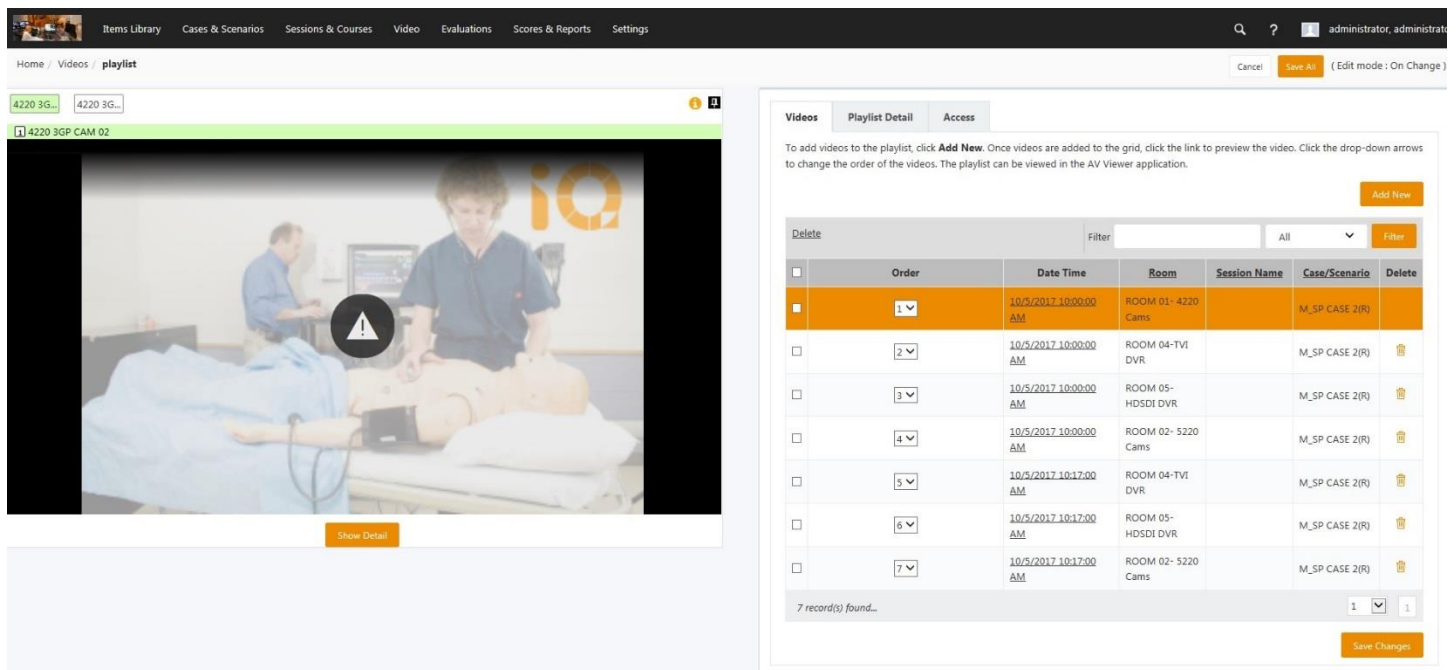 Items Library Cases & Scenarios Sessions & Courses Video Evaluations Scores & Reports Settings ? administrator, administrato
Home / Videos / playlist Cancel Save All ( Edit mode : On Change )
4220 3G... 4220 3G...
1 4220 3GP CAM 02
iQ
Show Detail
Videos Playlist Detail Access
To add videos to the playlist, click Add New. Once videos are added to the grid, click the link to preview the video. Click the drop-down arrows
to change the order of the videos. The playlist can be viewed in the AV Viewer application.
Add New
Delete Filter All Filter
Order Date Time Room Session Name Case/Scenario Delete
1 10/5/2017 10:00:00 AM ROOM 01- 4220 Cams M_SP CASE 2(R)
2 10/5/2017 10:00:00 AM ROOM 04-TVI DVR M_SP CASE 2(R)
3 10/5/2017 10:00:00 AM ROOM 05- HDSDI DVR M_SP CASE 2(R)
4 10/5/2017 10:00:00 AM ROOM 02- 5220 Cams M_SP CASE 2(R)
5 10/5/2017 10:17:00 AM ROOM 04-TVI DVR M_SP CASE 2(R)
6 10/5/2017 10:17:00 AM ROOM 05- HDSDI DVR M_SP CASE 2(R)
7 10/5/2017 10:17:00 AM ROOM 02- 5220 Cams M_SP CASE 2(R)
7 record(s) found... 1 1
Save Changes